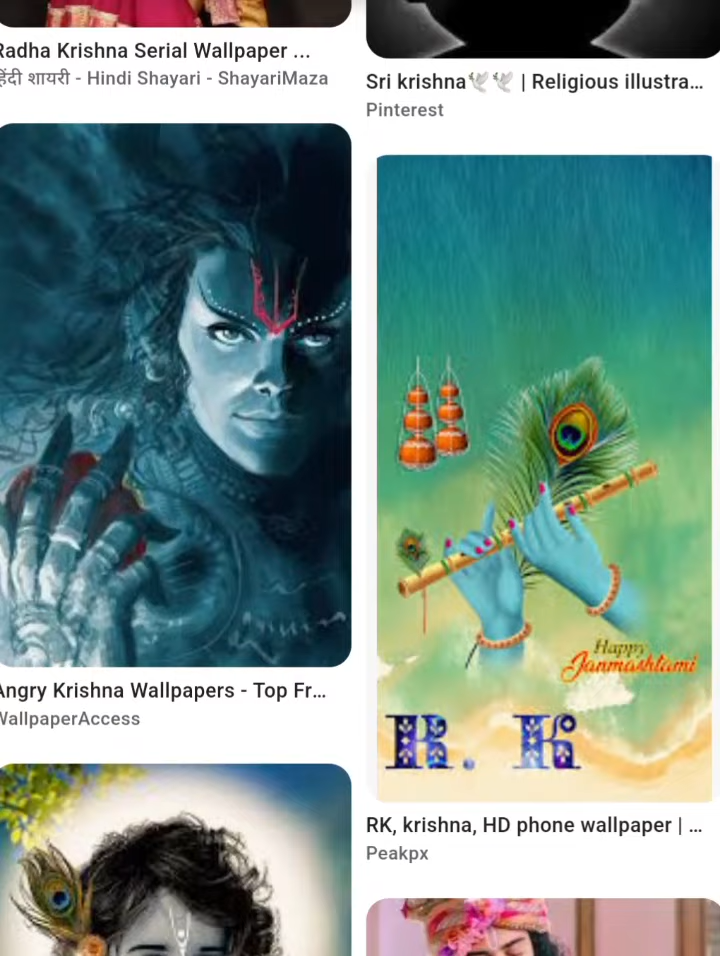 Radha Krishna Serial Wallpaper ...
हिंदी शायरी - Hindi Shayari - ShayariMaza
Sri krishna🕊️🕊️ | Religious illustra...
Pinterest
Angry Krishna Wallpapers - Top Fr...
WallpaperAccess
Happy
Janmashtami
R. K
RK, krishna, HD phone wallpaper | ...
Peakpx